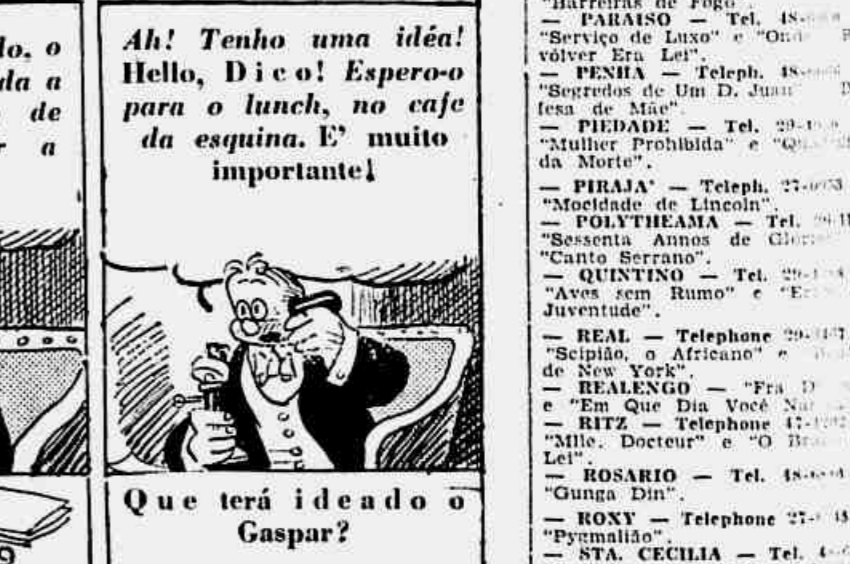 lo, o
da a
de
r a
Ah! Tenho uma idéa!
Hello, Dico! Espero-o
para o lunch, no cafe
da esquina. E' muito
importante!
Que terá ideado o
Gaspar?
"Barreiras de Fogo".
— PARAISO — Tel.
"Serviço de Luxo" e
vólver Era Lei".
— PENHA — Teleph.
"Segredos de Um D. Juan"
fesa de Mãe".
— PIEDADE — Tel.
"Mulher Prohibida" e
da Morte".
— PIRAJA' — Teleph.
"Mocidade de Lincoln".
— POLYTHEAMA — Tel.
"Sessenta Annos de
"Canto Serrano".
— QUINTINO — Tel.
"Aves sem Rumo" e
Juventude".
— REAL — Telephone
"Scipião, o Africano" e
de New York".
— REALENGO — "Fra
e "Em Que Dia Você
— RITZ — Telephone
"Mlle. Docteur" e "O
Lei".
— ROSARIO — Tel.
"Gunga Din".
— ROXY — Telephone
"Pygmalião".
— STA. CECILIA — Tel.